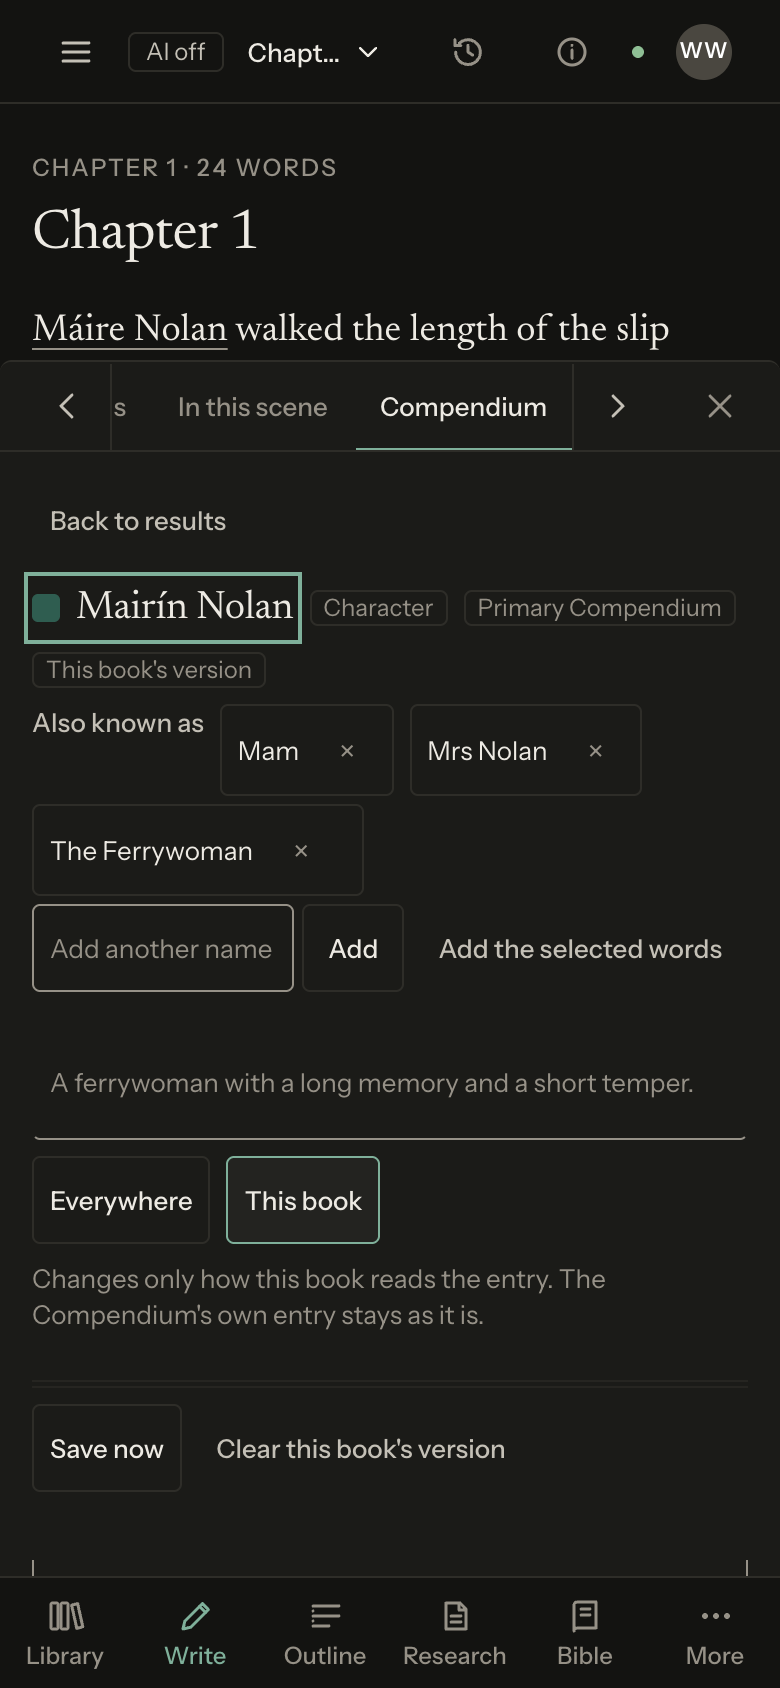 AI off Chapt... WW
CHAPTER 1 · 24 WORDS
Chapter 1
Máire Nolan walked the length of the slip
s In this scene Compendium
Back to results
Mairín Nolan Character Primary Compendium
This book's version
Also known as Mam × Mrs Nolan ×
The Ferrywoman ×
Add another name Add Add the selected words
A ferrywoman with a long memory and a short temper.
Everywhere This book
Changes only how this book reads the entry. The
Compendium's own entry stays as it is.
Save now Clear this book's version
Library Write Outline Research Bible More